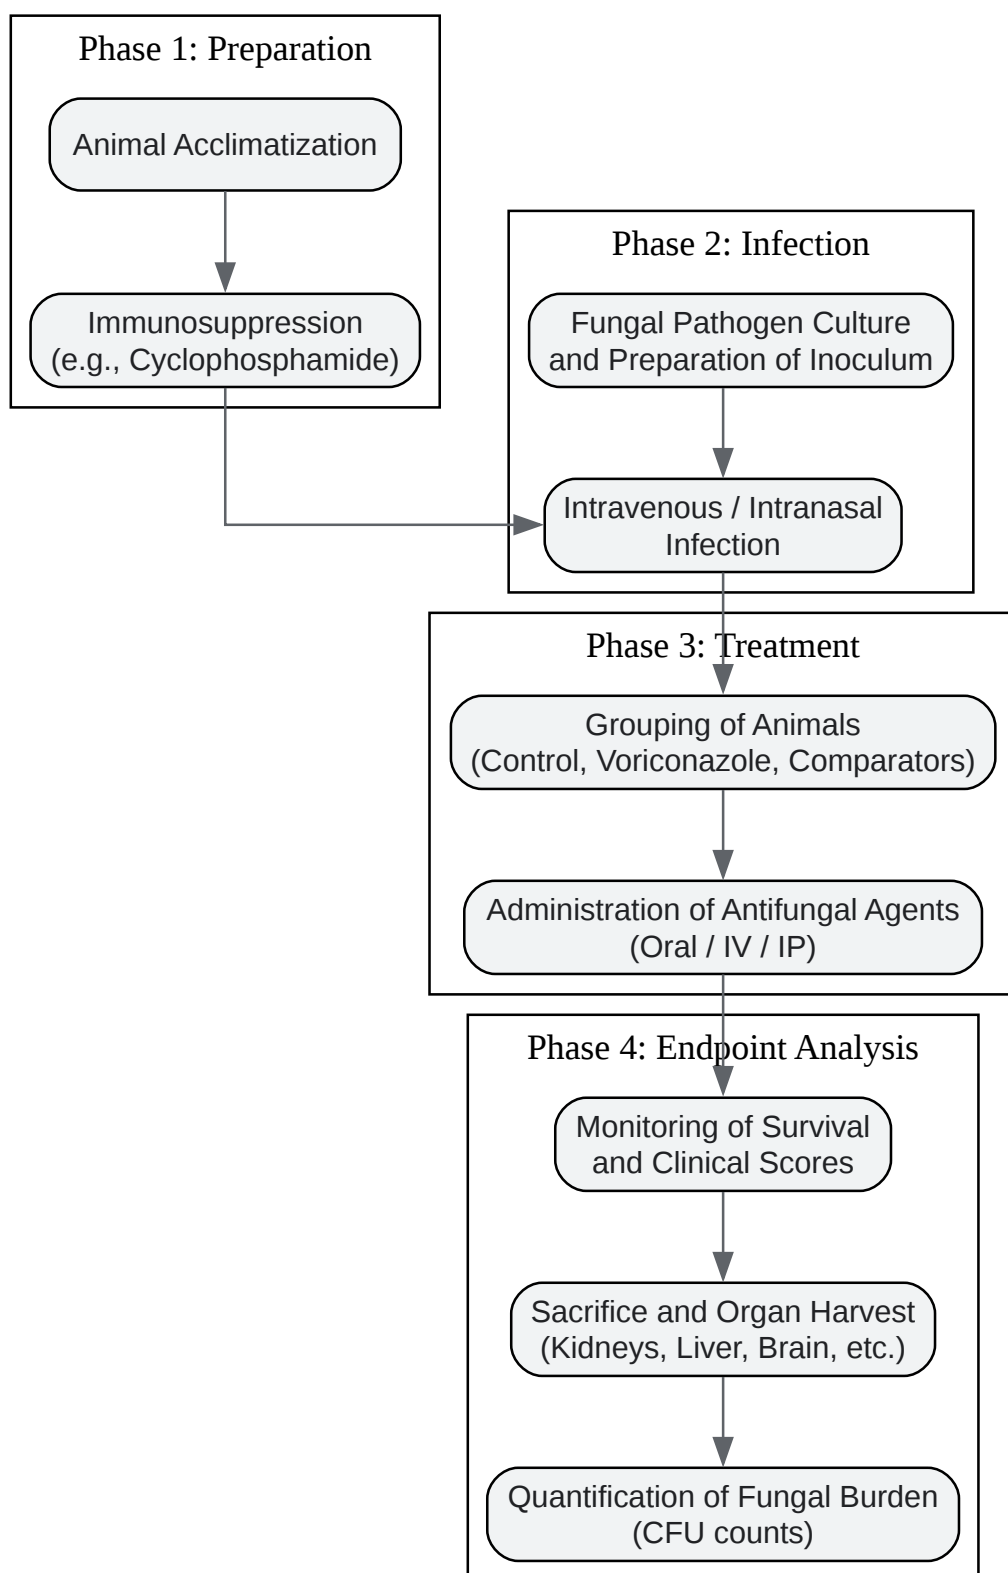 Phase 1: Preparation
Animal Acclimatization
Immunosuppression
(e.g., Cyclophosphamide)
Phase 2: Infection
Fungal Pathogen Culture
and Preparation of Inoculum
Intravenous / Intranasal
Infection
Phase 3: Treatment
Grouping of Animals
(Control, Voriconazole, Comparators)
Administration of Antifungal Agents
(Oral / IV / IP)
Phase 4: Endpoint Analysis
Monitoring of Survival
and Clinical Scores
Sacrifice and Organ Harvest
(Kidneys, Liver, Brain, etc.)
Quantification of Fungal Burden
(CFU counts)